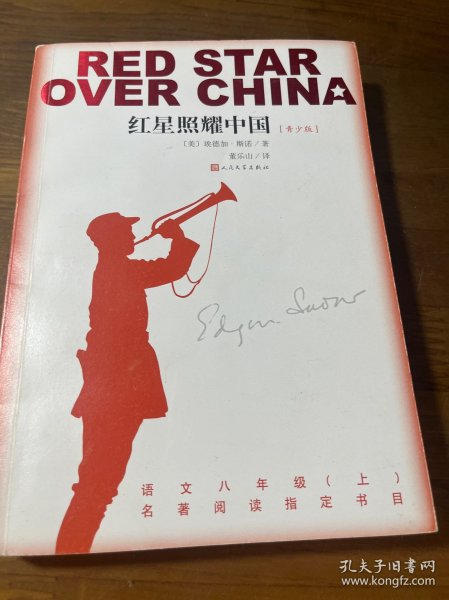 RED STAR
OVER CHINA
红星照耀中国 [青少版]
〔美〕埃德加·斯诺／著
董乐山／译
人民文学出版社
Edgar Snow
语文八年级(上)
名著阅读指定书目
孔夫子旧书网
www.kongfz.com